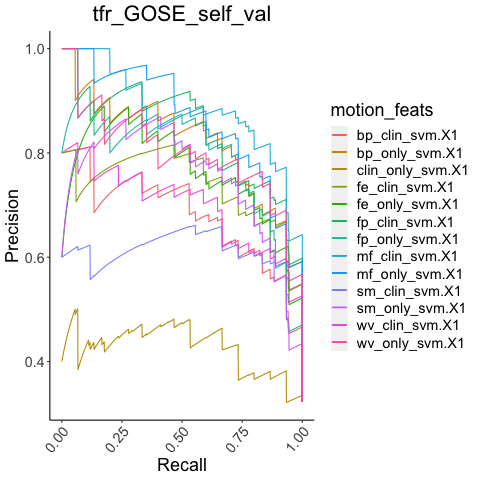 tfr_GOSE_self_val
1.0
0.8
0.6
0.4
Precision
0.00
0.25
0.50
0.75
1.00
Recall
motion_feats
bp_clin_svm.X1
bp_only_svm.X1
clin_only_svm.X1
fe_clin_svm.X1
fe_only_svm.X1
fp_clin_svm.X1
fp_only_svm.X1
mf_clin_svm.X1
mf_only_svm.X1
sm_clin_svm.X1
sm_only_svm.X1
wv_clin_svm.X1
wv_only_svm.X1